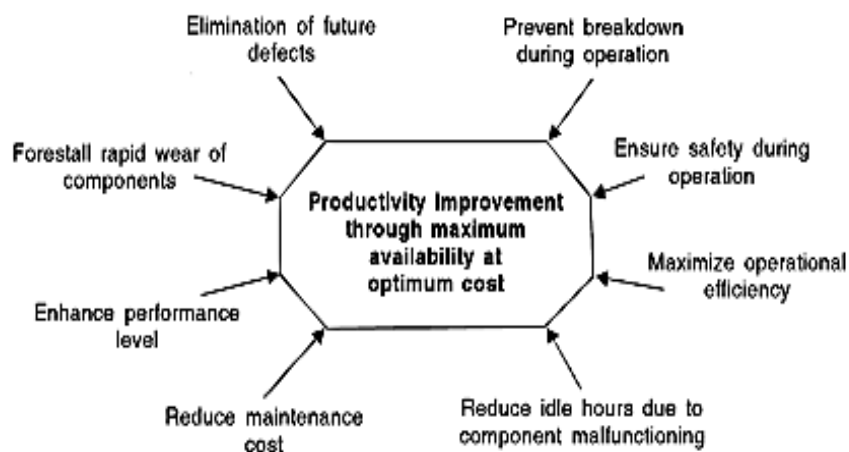 Elimination of future
defects
Prevent breakdown
during operation
Forestall rapid wear of
components
Ensure safety during
operation
Productivity Improvement
through maximum
availability at
optimum cost
Enhance performance
level
Maximize operational
efficiency
Reduce maintenance
cost
Reduce idle hours due to
component malfunctioning